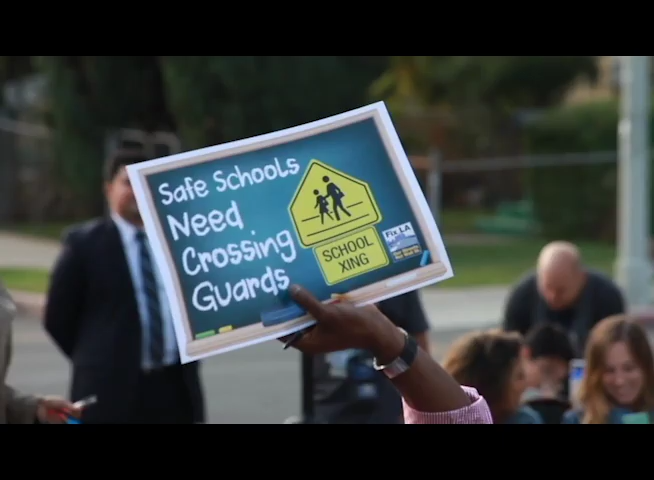 Safe Schools
Need
Crossing
Guards
SCHOOL
XING
Fix LA